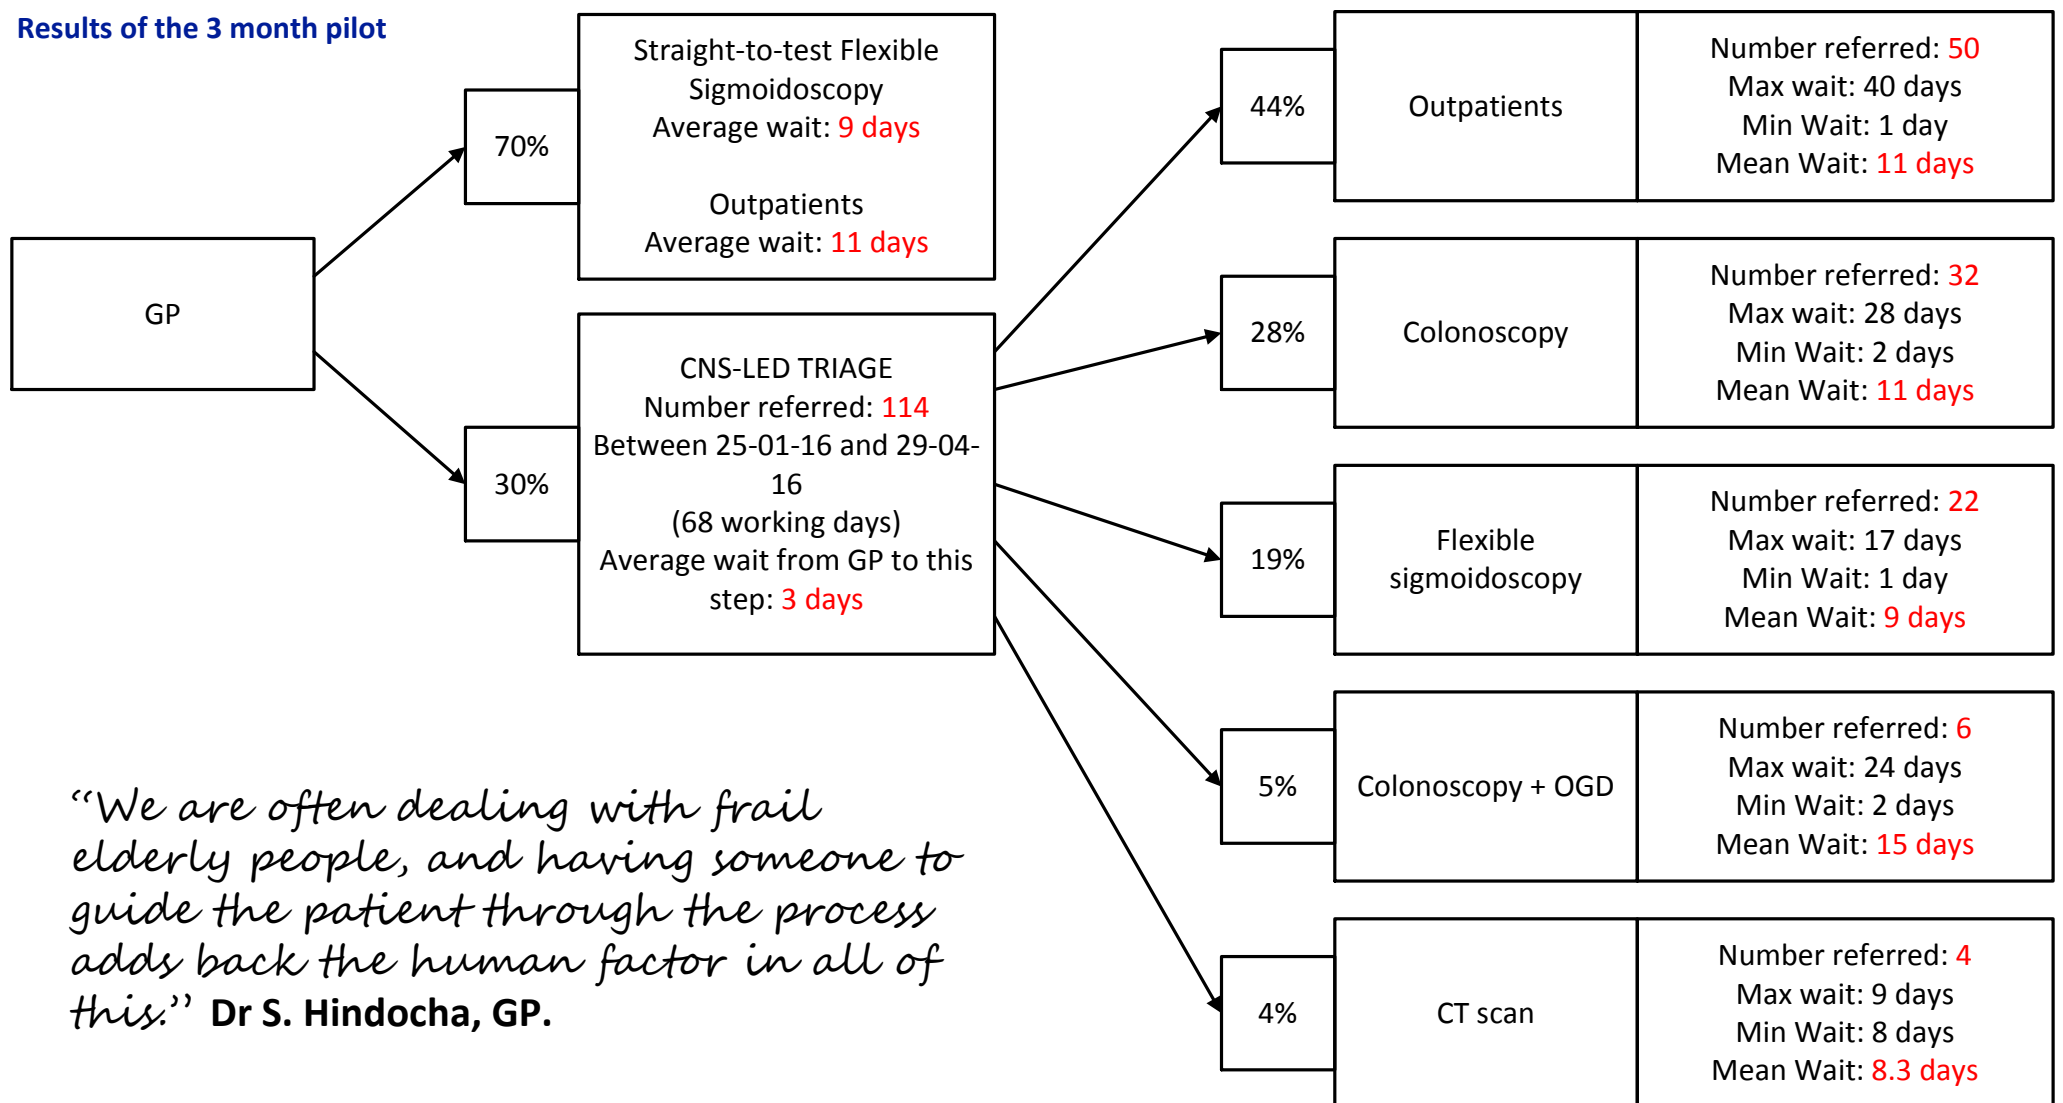 Results of the 3 month pilot
GP
70%
Straight-to-test Flexible
Sigmoidoscopy
Average wait: 9 days
Outpatients
Average wait: 11 days
30%
CNS-LED TRIAGE
Number referred: 114
Between 25-01-16 and 29-04-
16
(68 working days)
Average wait from GP to this
step: 3 days
44%
Outpatients
Number referred: 50
Max wait: 40 days
Min Wait: 1 day
Mean Wait: 11 days
28%
Colonoscopy
Number referred: 32
Max wait: 28 days
Min Wait: 2 days
Mean Wait: 11 days
19%
Flexible
sigmoidoscopy
Number referred: 22
Max wait: 17 days
Min Wait: 1 day
Mean Wait: 9 days
5%
Colonoscopy + OGD
Number referred: 6
Max wait: 24 days
Min Wait: 2 days
Mean Wait: 15 days
4%
CT scan
Number referred: 4
Max wait: 9 days
Min Wait: 8 days
Mean Wait: 8.3 days
“We are often dealing with frail
elderly people, and having someone to
guide the patient through the process
adds back the human factor in all of
this.” Dr S. Hindocha, GP.